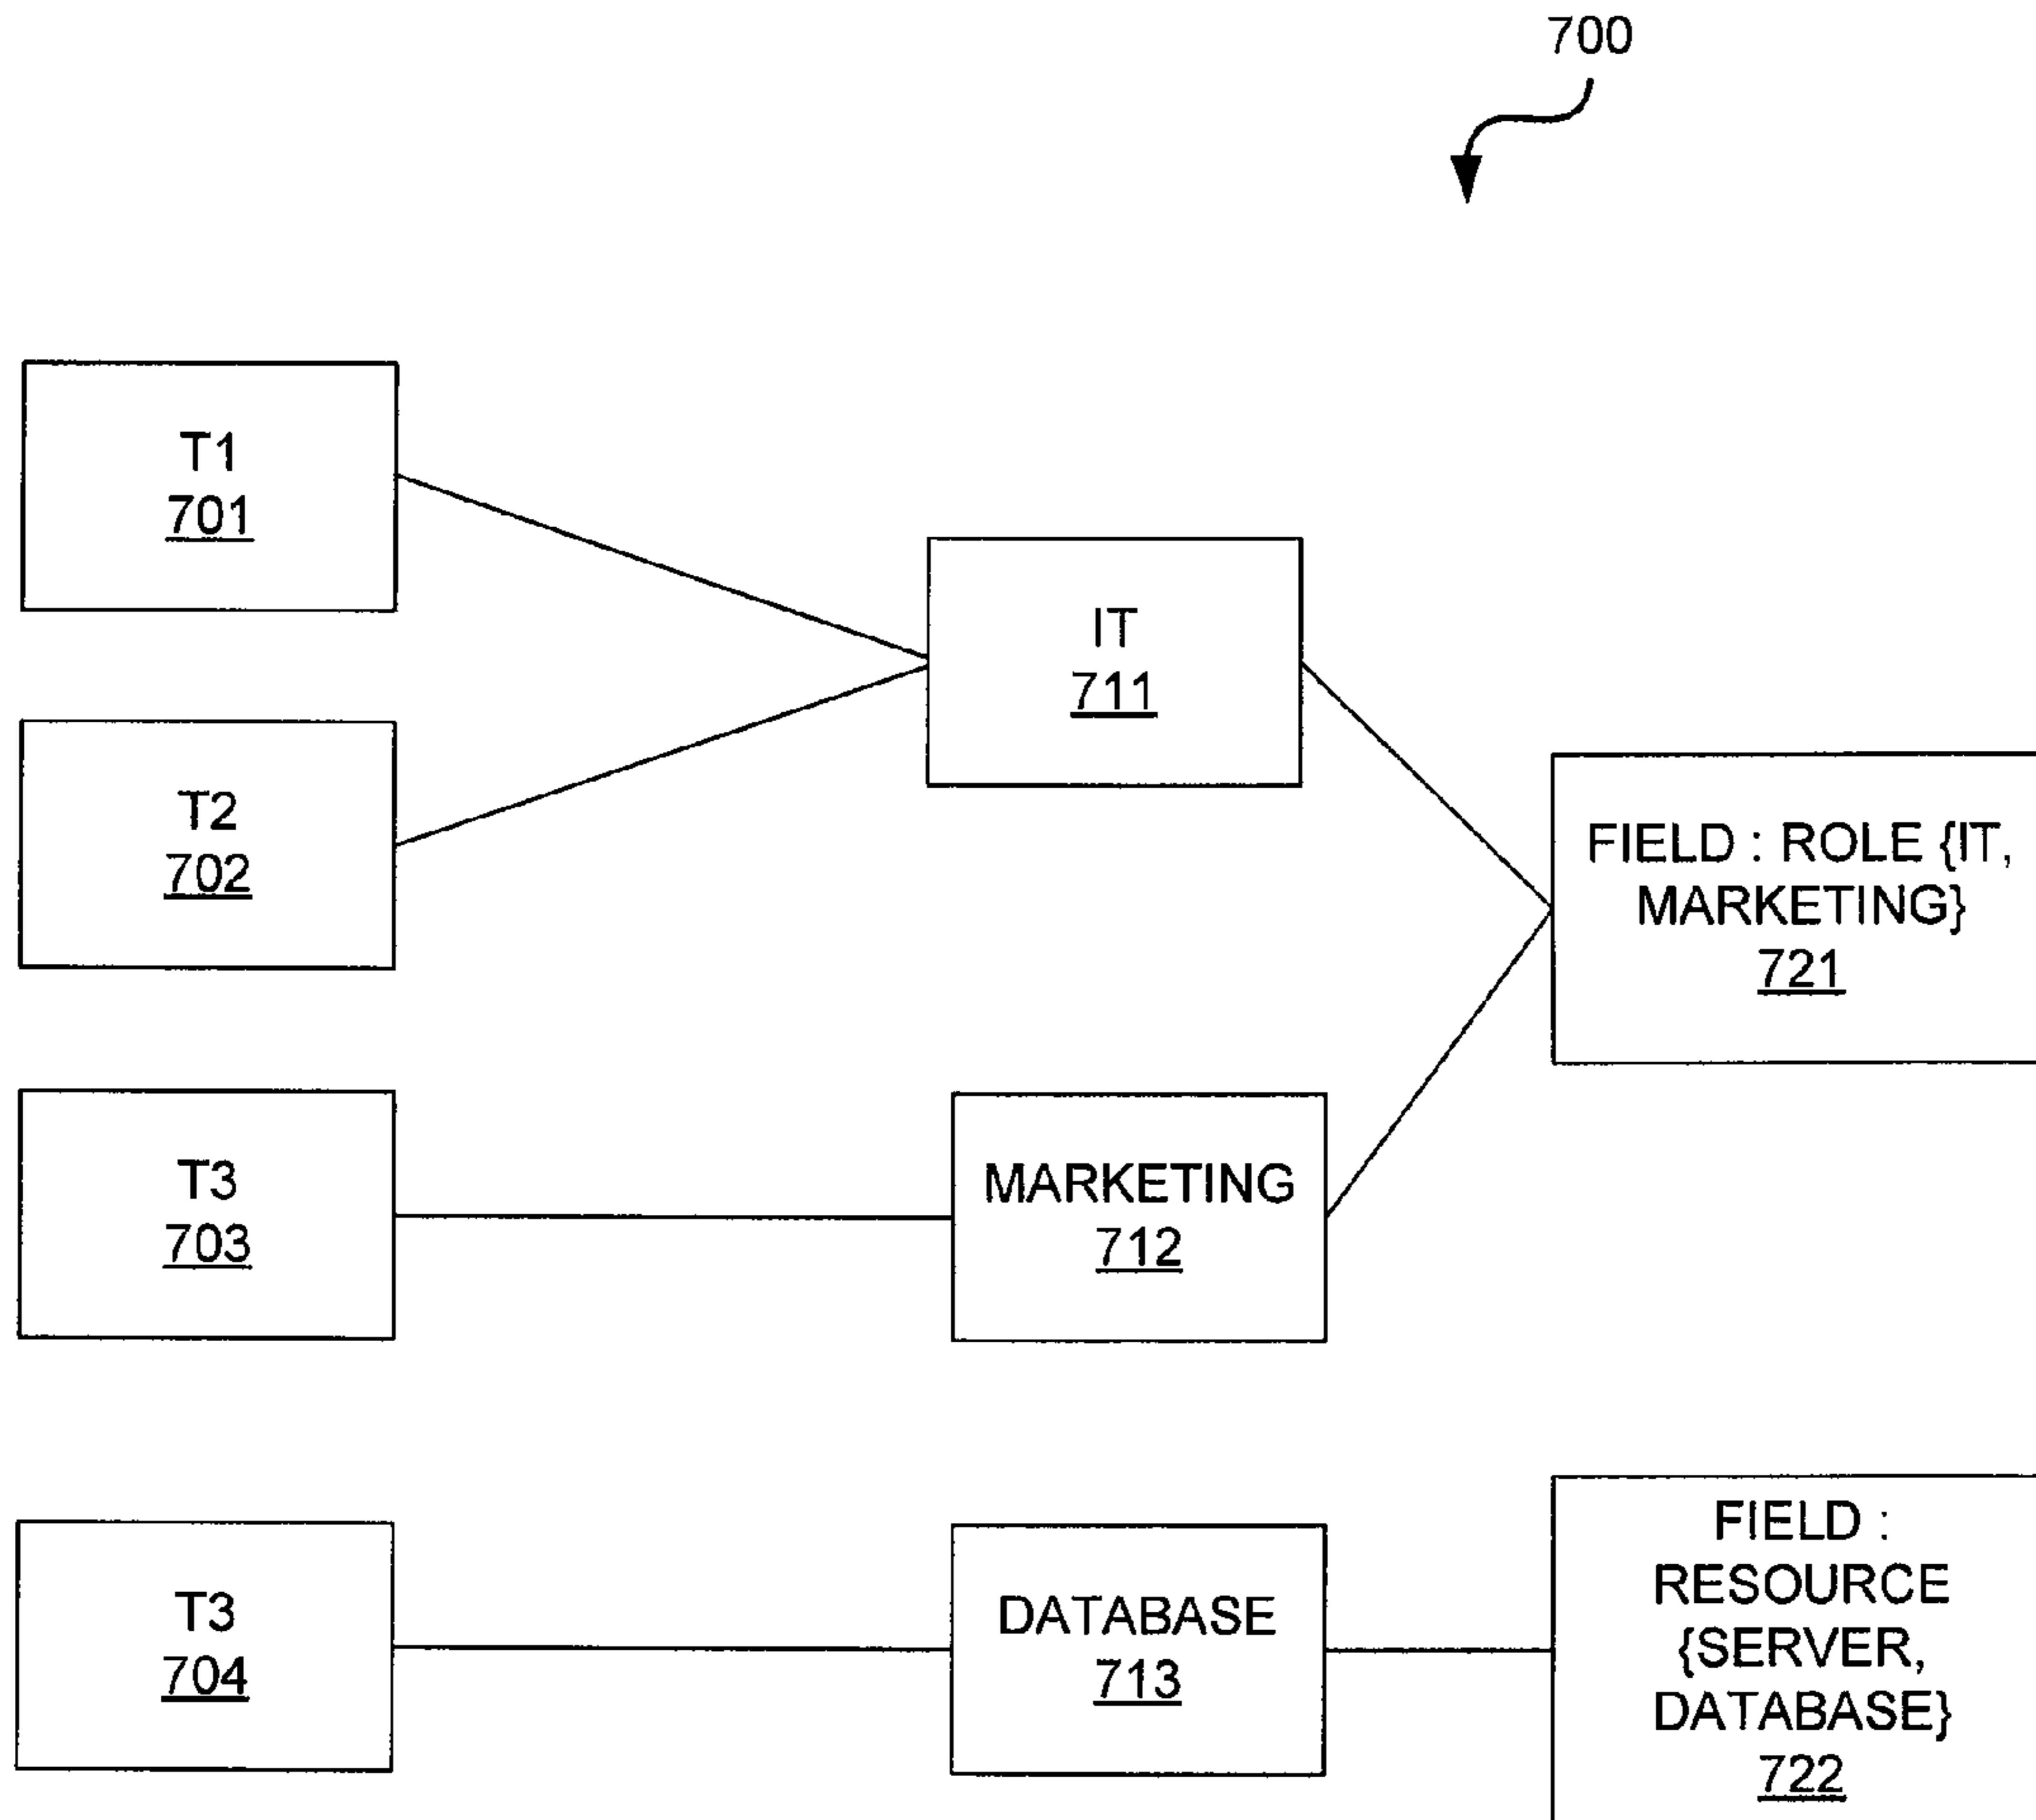 700
T1
701
IT
711
T2
702
FIELD : ROLE {IT,
MARKETING}
721
T3
703
MARKETING
712
T3
704
DATABASE
713
FIELD :
RESOURCE
{SERVER,
DATABASE}
722